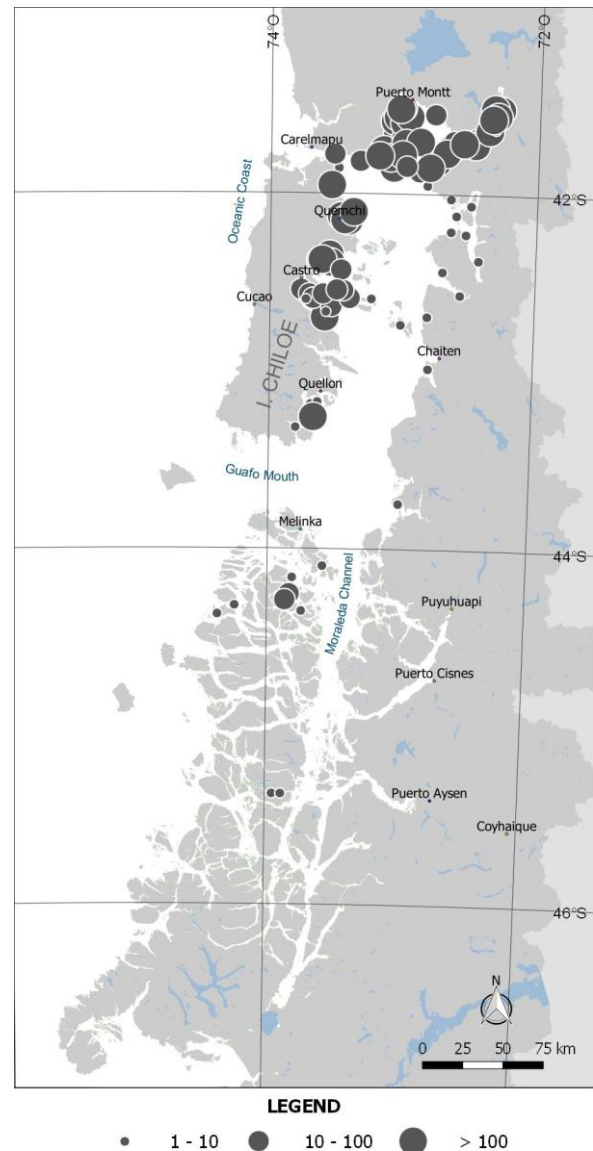 74°O
72°O
Puerto Montt
Carelmapu
42°S
Oceanic Coast
Quemchi
Castro
Cucao
I. CHILOE
Chaiten
Quellon
Guafo Mouth
Melinka
44°S
Moraleda Channel
Puyuhuapi
Puerto Cisnes
Puerto Aysen
Coyhaique
46°S
N
0 25 50 75 km
LEGEND
1 - 10 10 - 100 > 100